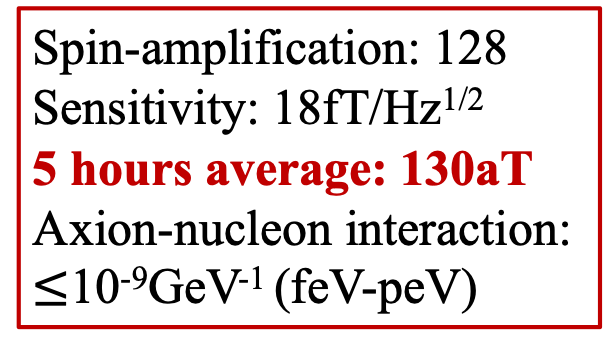 Spin-amplification: 128
Sensitivity: 18fT/Hz¹/²
5 hours average: 130aT
Axion-nucleon interaction:
≤10⁻⁹GeV⁻¹ (feV-peV)